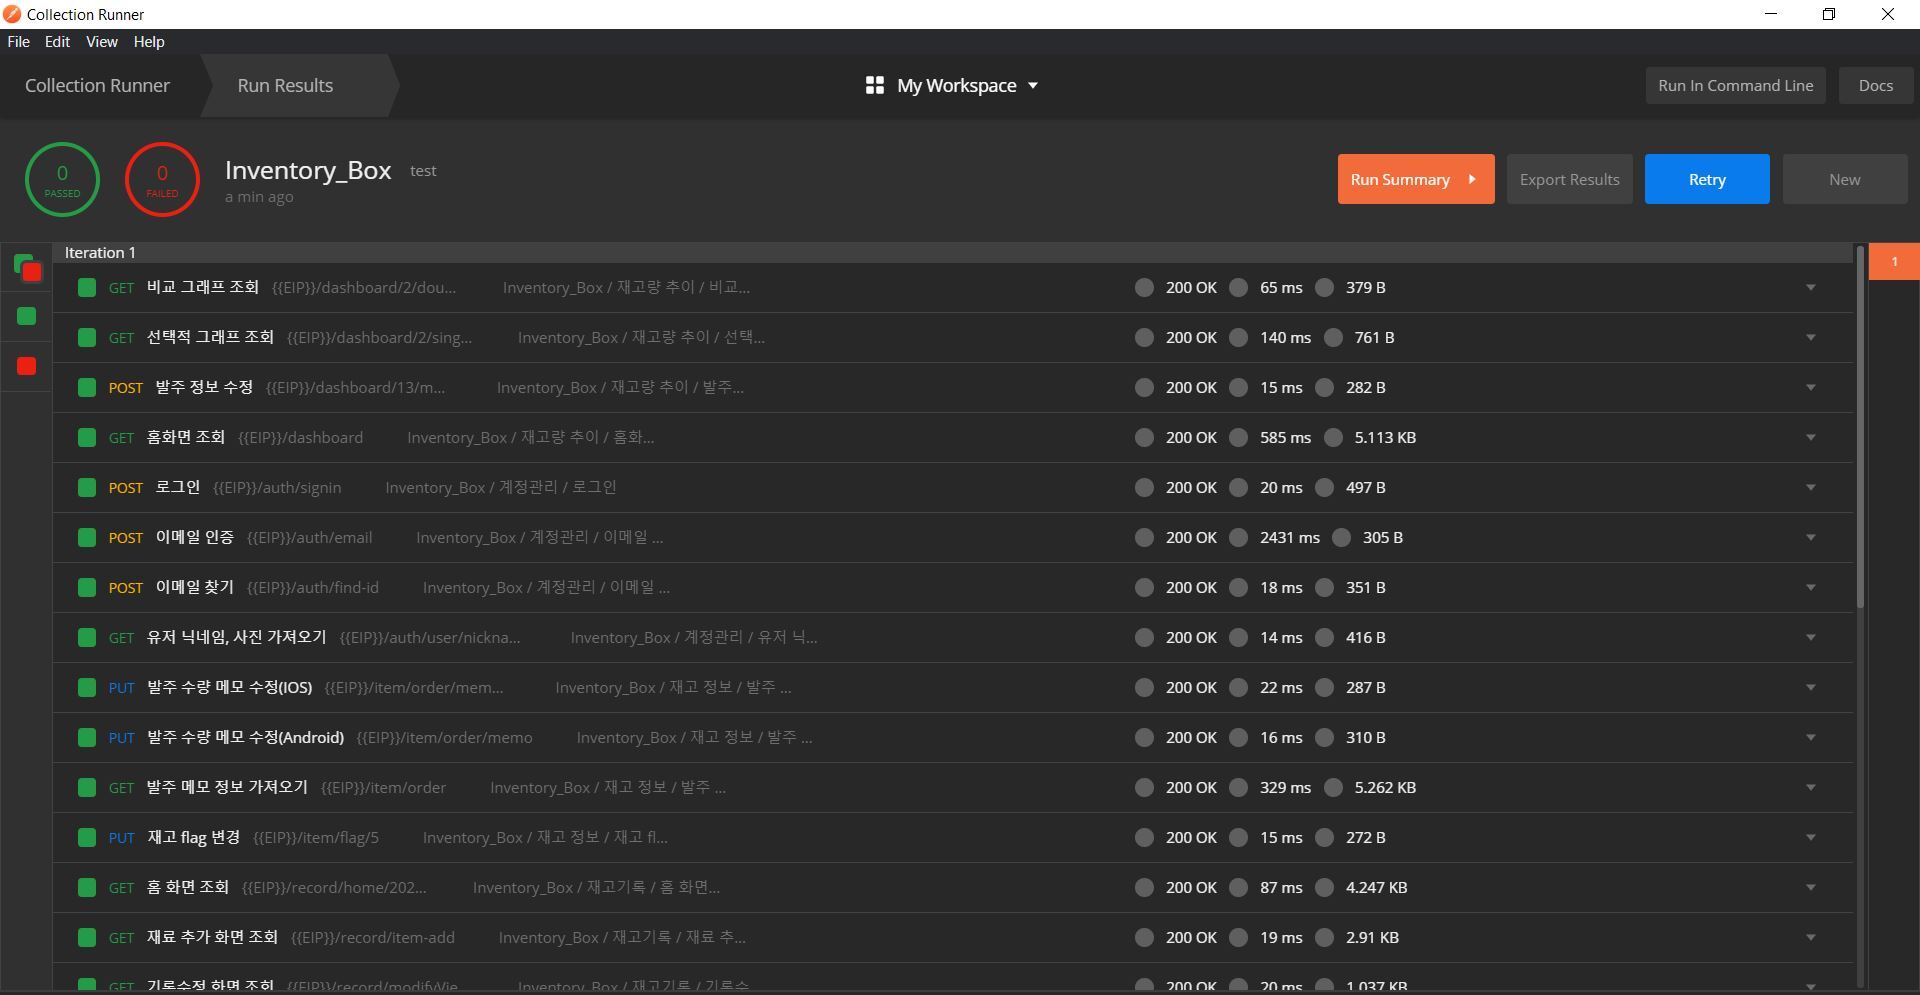 Collection Runner
File Edit View Help
Collection Runner Run Results My Workspace Run In Command Line Docs
0 PASSED 0 FAILED Inventory_Box test
a min ago
Run Summary Export Results Retry New
Iteration 1
1
GET 비교 그래프 조회 {{EIP}}/dashboard/2/dou... Inventory_Box / 재고량 추이 / 비교... 200 OK 65 ms 379 B
GET 선택적 그래프 조회 {{EIP}}/dashboard/2/sing... Inventory_Box / 재고량 추이 / 선택... 200 OK 140 ms 761 B
POST 발주 정보 수정 {{EIP}}/dashboard/13/m... Inventory_Box / 재고량 추이 / 발주... 200 OK 15 ms 282 B
GET 홈화면 조회 {{EIP}}/dashboard Inventory_Box / 재고량 추이 / 홈화... 200 OK 585 ms 5.113 KB
POST 로그인 {{EIP}}/auth/signin Inventory_Box / 계정관리 / 로그인 200 OK 20 ms 497 B
POST 이메일 인증 {{EIP}}/auth/email Inventory_Box / 계정관리 / 이메일 ... 200 OK 2431 ms 305 B
POST 이메일 찾기 {{EIP}}/auth/find-id Inventory_Box / 계정관리 / 이메일 ... 200 OK 18 ms 351 B
GET 유저 닉네임, 사진 가져오기 {{EIP}}/auth/user/nickna... Inventory_Box / 계정관리 / 유저 닉... 200 OK 14 ms 416 B
PUT 발주 수량 메모 수정(IOS) {{EIP}}/item/order/mem... Inventory_Box / 재고 정보 / 발주 ... 200 OK 22 ms 287 B
PUT 발주 수량 메모 수정(Android) {{EIP}}/item/order/memo Inventory_Box / 재고 정보 / 발주 ... 200 OK 16 ms 310 B
GET 발주 메모 정보 가져오기 {{EIP}}/item/order Inventory_Box / 재고 정보 / 발주 ... 200 OK 329 ms 5.262 KB
PUT 재고 flag 변경 {{EIP}}/item/flag/5 Inventory_Box / 재고 정보 / 재고 fl... 200 OK 15 ms 272 B
GET 홈 화면 조회 {{EIP}}/record/home/202... Inventory_Box / 재고기록 / 홈 화면... 200 OK 87 ms 4.247 KB
GET 재료 추가 화면 조회 {{EIP}}/record/item-add Inventory_Box / 재고기록 / 재료 추... 200 OK 19 ms 2.91 KB
GET 기록수정 화면 조회 {{EIP}}/record/modifyVie... Inventory_Box / 재고기록 / 기록수... 200 OK 20 ms 1.037 KB